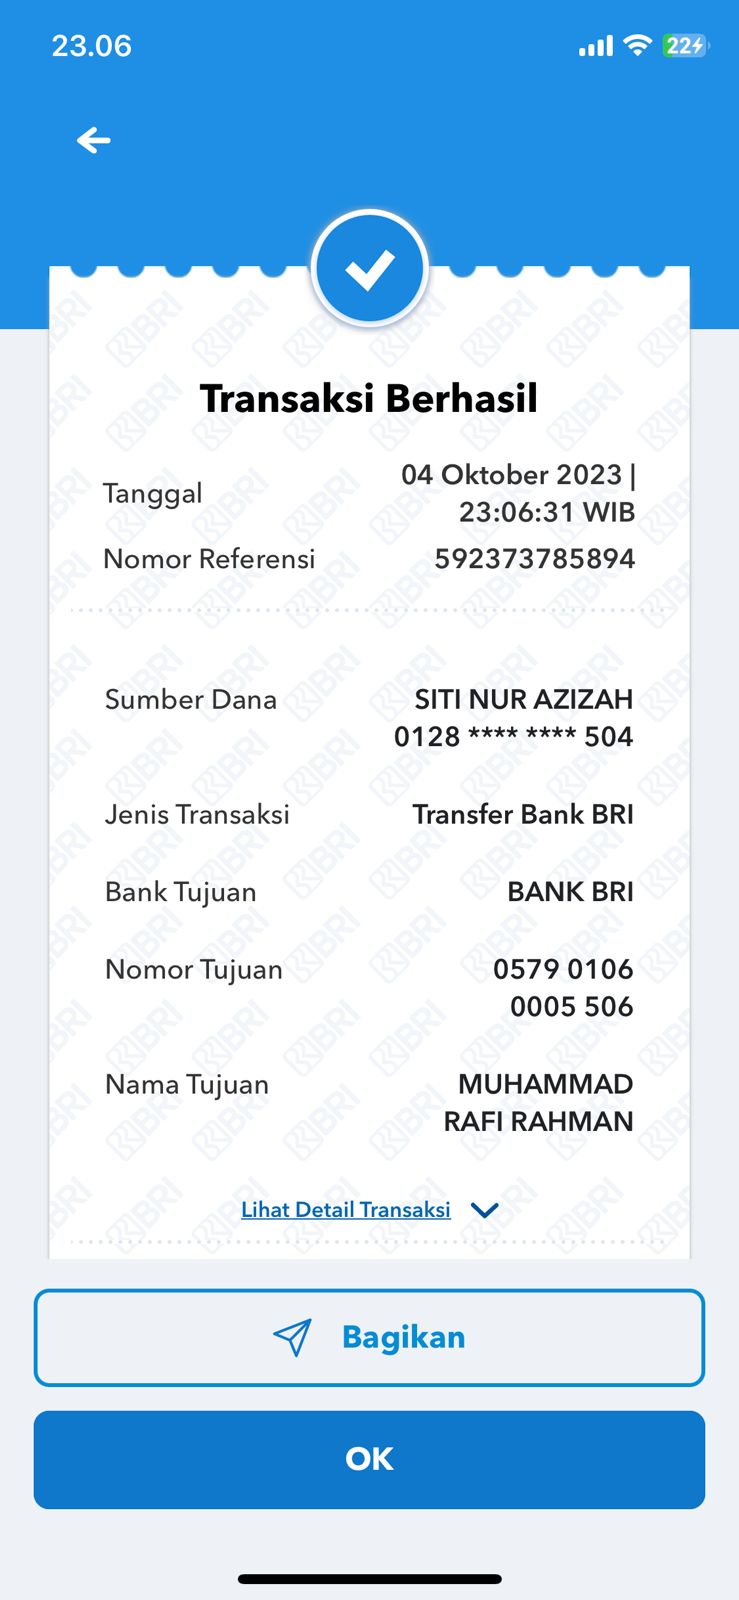 23.06
22
Transaksi Berhasil
Tanggal
04 Oktober 2023 |
23:06:31 WIB
Nomor Referensi
592373785894
Sumber Dana
SITI NUR AZIZAH
0128 **** **** 504
Jenis Transaksi
Transfer Bank BRI
Bank Tujuan
BANK BRI
Nomor Tujuan
0579 0106
0005 506
Nama Tujuan
MUHAMMAD
RAFI RAHMAN
Lihat Detail Transaksi
Bagikan
OK